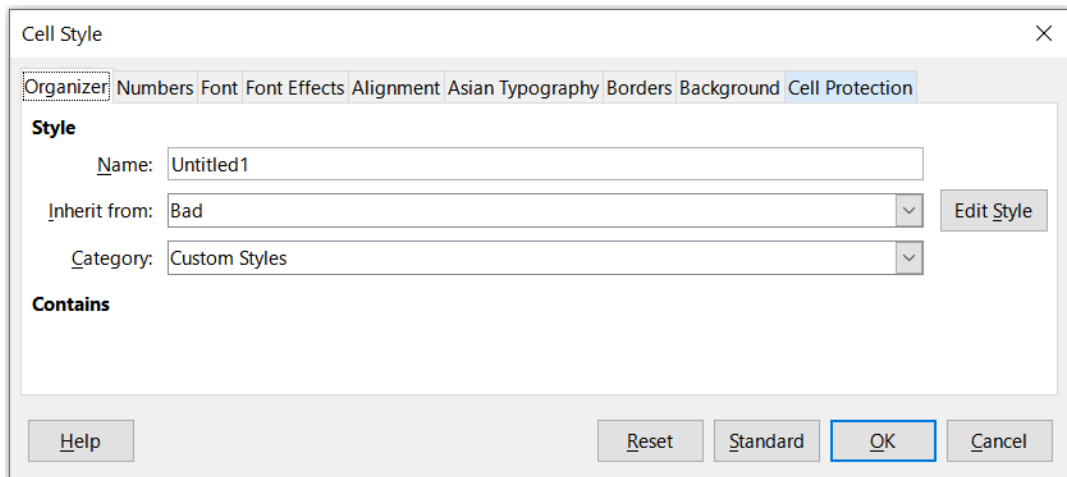 Cell Style
Organizer Numbers Font Font Effects Alignment Asian Typography Borders Background Cell Protection
Style
Name: Untitled1
Inherit from: Bad Edit Style
Category: Custom Styles
Contains
Help Reset Standard OK Cancel